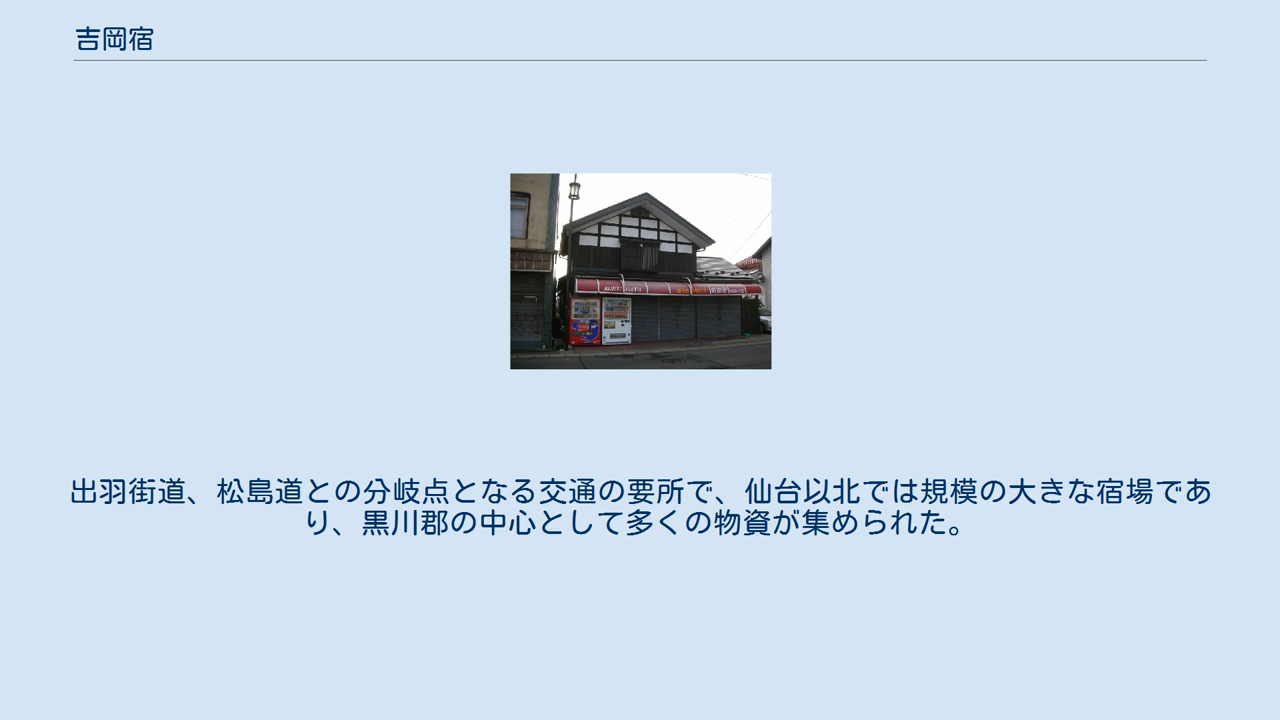 吉岡宿
出羽街道、松島道との分岐点となる交通の要所で、仙台以北では規模の大きな宿場であ
り、黒川郡の中心として多くの物資が集められた。